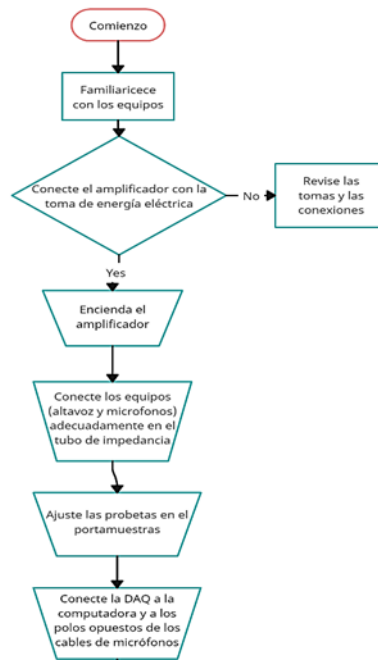 Comienzo
Familiaricece
con los equipos
Conecte el amplificador con la
toma de energía eléctrica
No
Revise las
tomas y las
conexiones
Yes
Encienda el
amplificador
Conecte los equipos
(altavoz y microfonos)
adecuadamente en el
tubo de impedancia
Ajuste las probetas en el
portamuestras
Conecte la DAQ a la
computadora y a los
polos opuestos de los
cables de micrófonos